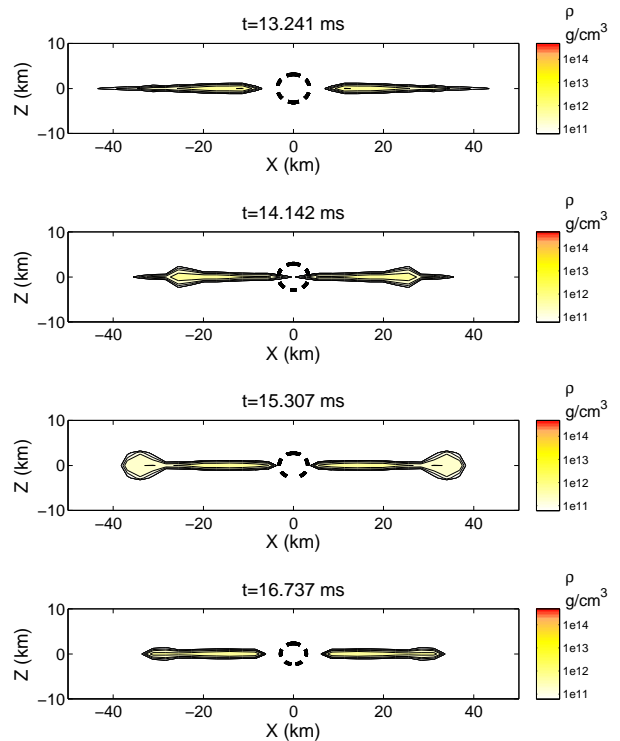 t=13.241 ms
ρ
g/cm³
10
0
−10
Z (km)
−40 −20 0 20 40
X (km)
1e14
1e13
1e12
1e11
t=14.142 ms
ρ
g/cm³
10
0
−10
Z (km)
−40 −20 0 20 40
X (km)
1e14
1e13
1e12
1e11
t=15.307 ms
ρ
g/cm³
10
0
−10
Z (km)
−40 −20 0 20 40
X (km)
1e14
1e13
1e12
1e11
t=16.737 ms
ρ
g/cm³
10
0
−10
Z (km)
−40 −20 0 20 40
X (km)
1e14
1e13
1e12
1e11